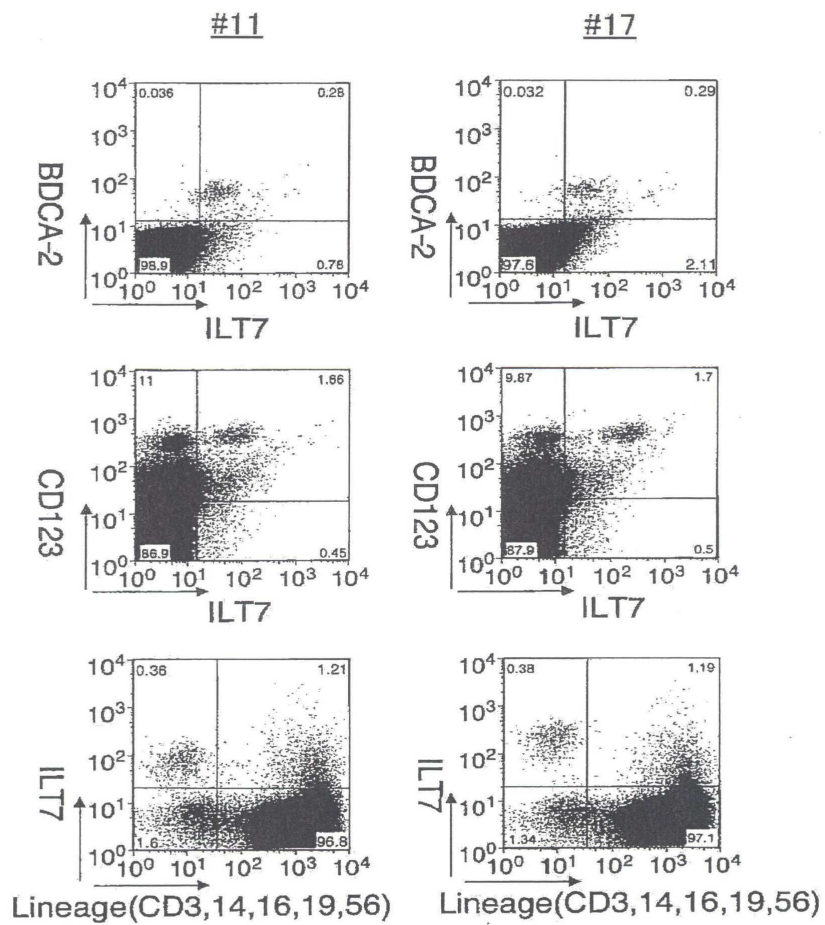 #11 #17
10⁴ 0.036 0.28
10³
10²
10¹
10⁰ 98.9 0.78
10⁰ 10¹ 10² 10³ 10⁴
BDCA-2
ILT7
10⁴ 0.032 0.29
10³
10²
10¹
10⁰ 97.6 2.11
10⁰ 10¹ 10² 10³ 10⁴
BDCA-2
ILT7
10⁴ 11 1.66
10³
10²
10¹
10⁰ 86.9 0.45
10⁰ 10¹ 10² 10³ 10⁴
CD123
ILT7
10⁴ 9.87 1.7
10³
10²
10¹
10⁰ 87.9 0.5
10⁰ 10¹ 10² 10³ 10⁴
CD123
ILT7
10⁴ 0.36 1.21
10³
10²
10¹
10⁰ 1.6 96.8
10⁰ 10¹ 10² 10³ 10⁴
ILT7
Lineage(CD3,14,16,19,56)
10⁴ 0.38 1.19
10³
10²
10¹
10⁰ 1.34 97.1
10⁰ 10¹ 10² 10³ 10⁴
ILT7
Lineage(CD3,14,16,19,56)